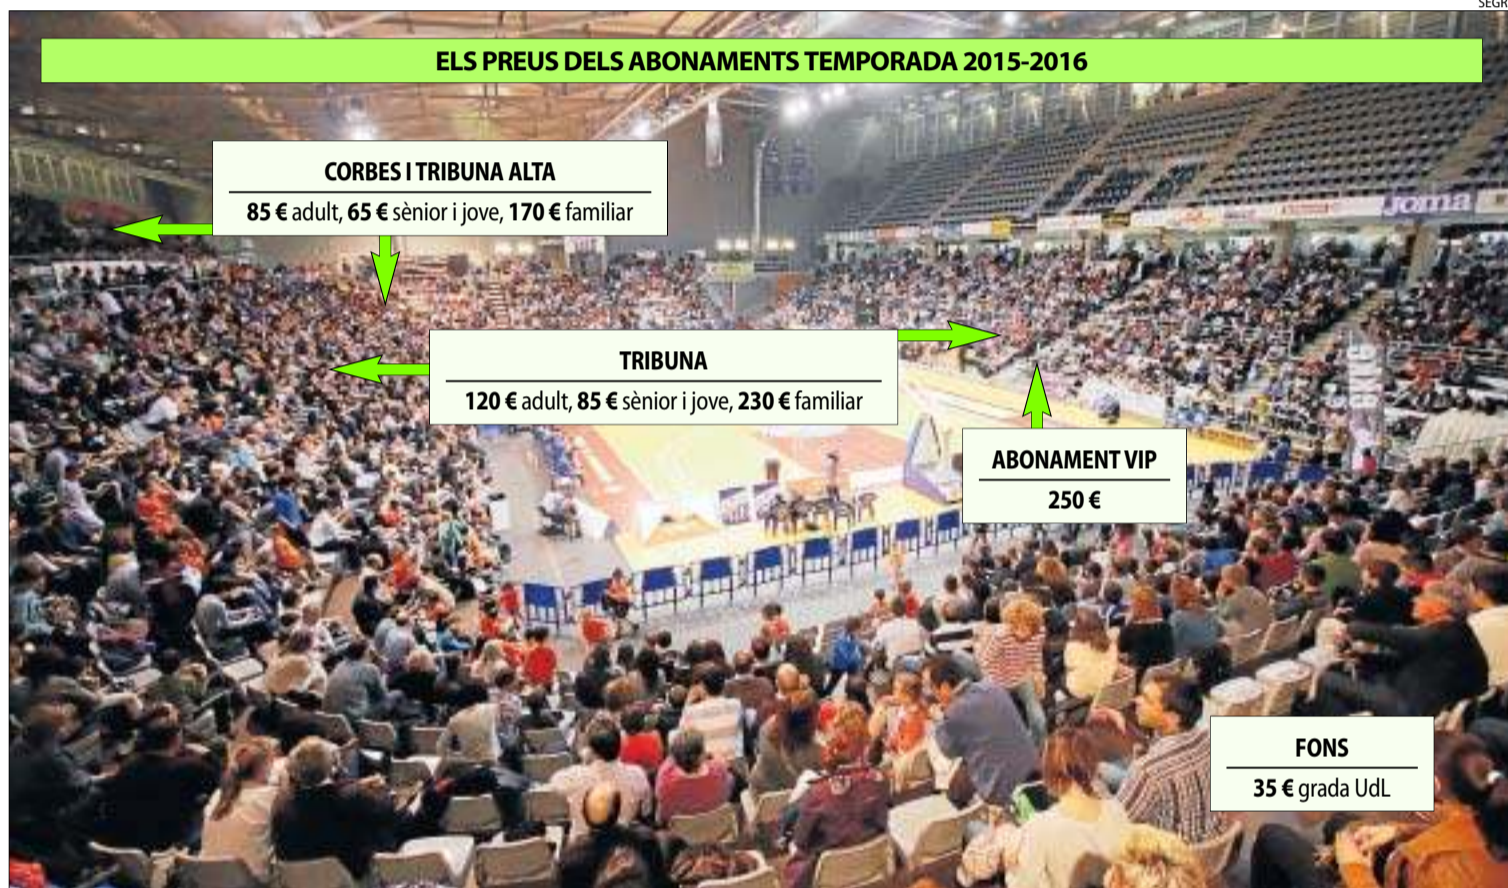 SEGR
ELS PREUS DELS ABONAMENTS TEMPORADA 2015-2016
CORBES I TRIBUNA ALTA
85 € adult, 65 € sènior i jove, 170 € familiar
Joma
TRIBUNA
120 € adult, 85 € sènior i jove, 230 € familiar
ABONAMENT VIP
250 €
FONS
35 € grada UdL